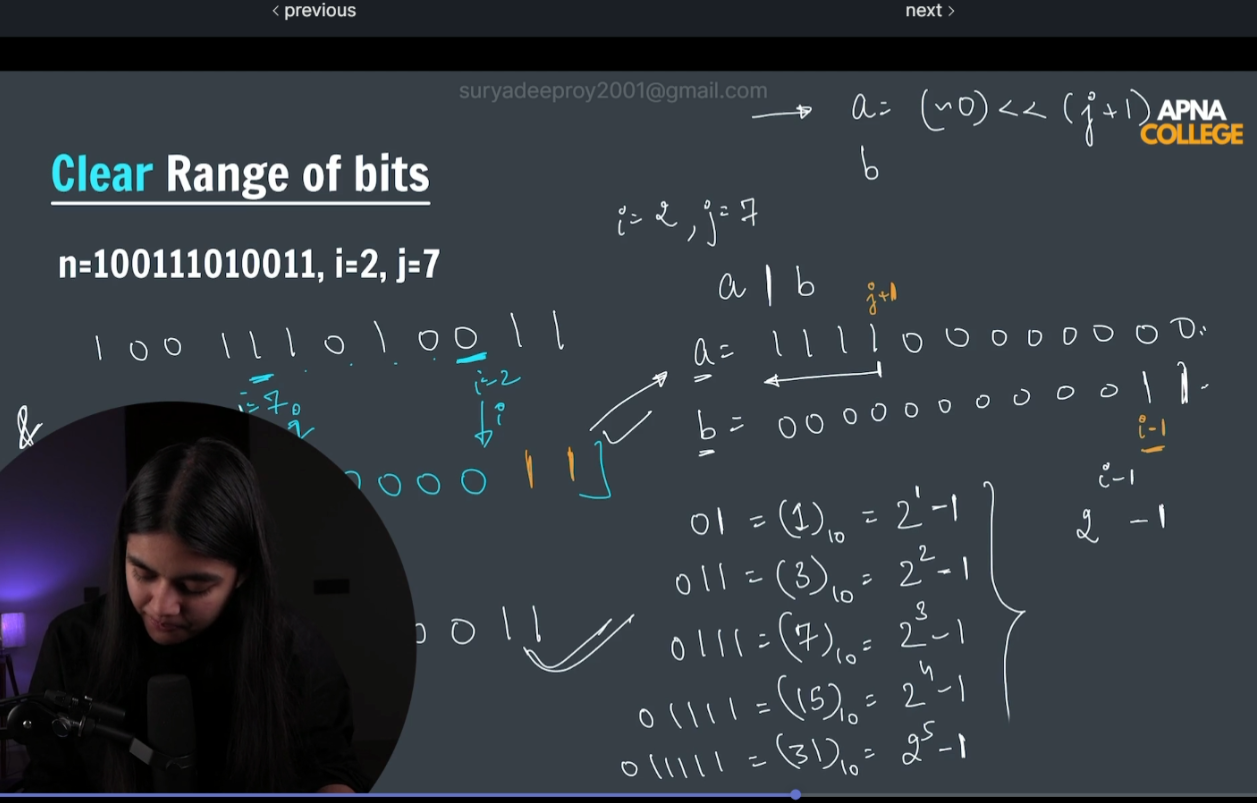 < previous
next >
suryadeeproy2001@gmail.com
a= (~0) << (j+1)
APNA
COLLEGE
b
Clear Range of bits
i=2, j=7
n=100111010011, i=2, j=7
a | b
j+1
1 0 0 1 1 1 0 1 0 0 1 1
a= 1 1 1 1 0 0 0 0 0 0 0 0
i=2
j=7
i
&
b = 0 0 0 0 0 0 0 0 0 0 1 1
i-1
0 0 0 0 1 1 ]
i-1
2 -1
01 = (1)10 = 2^1-1
011 = (3)10 = 2^2-1
0 0 1 1
0111 = (7)10 = 2^3-1
01111 = (15)10 = 2^4-1
011111 = (31)10 = 2^5-1